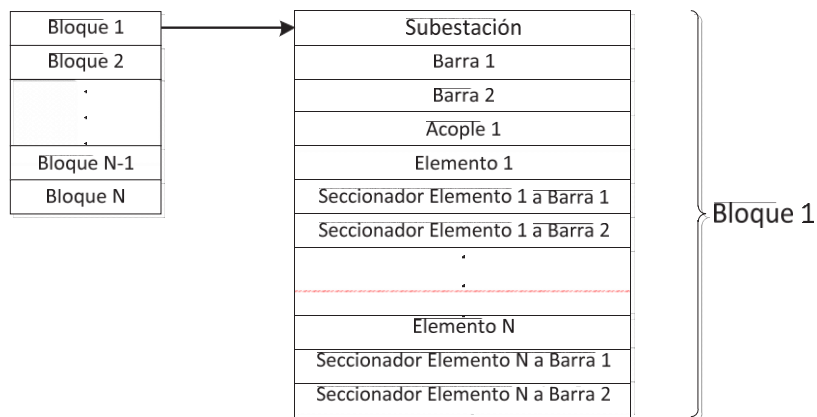 Bloque 1
Bloque 2
.
.
.
Bloque N-1
Bloque N
Subestación
Barra 1
Barra 2
Acople 1
Elemento 1
Seccionador Elemento 1 a Barra 1
Seccionador Elemento 1 a Barra 2
.
.
.
Elemento N
Seccionador Elemento N a Barra 1
Seccionador Elemento N a Barra 2
Bloque 1